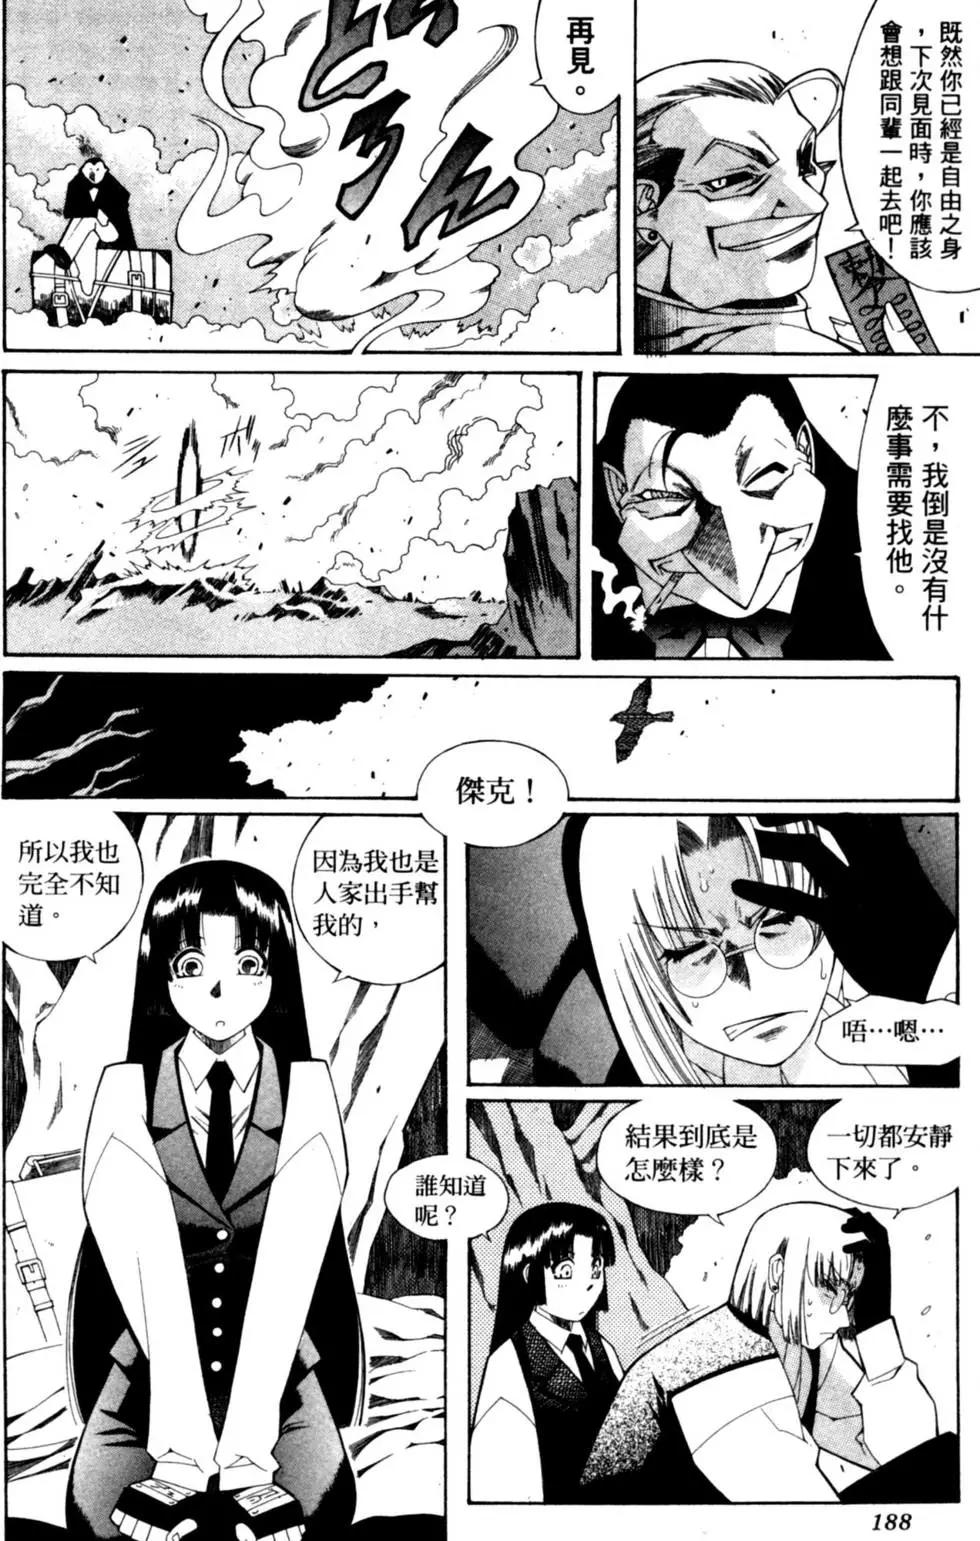 既然你已經是自由之身
，下次見面時，你應該
會想跟同輩一起去吧！
再見。
不，我倒是沒有什
麼事需要找他。
傑克！
唔…嗯…
因為我也是
人家出手幫
我的，
所以我也
完全不知
道。
一切都安靜
下來了。
結果到底是
怎麼樣？
誰知道
呢？
188